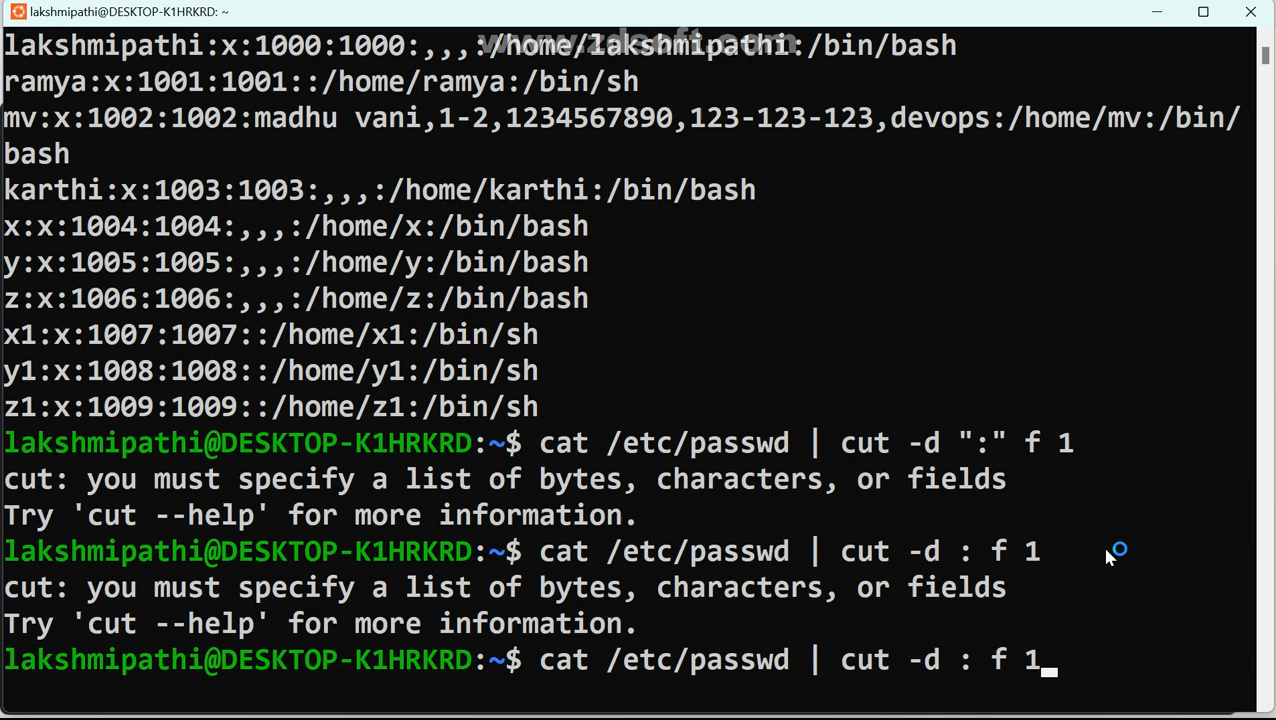 lakshmipathi@DESKTOP-K1HRKRD: ~
www.zdsoft.com
lakshmipathi:x:1000:1000:,,,:/home/lakshmipathi:/bin/bash
ramya:x:1001:1001::/home/ramya:/bin/sh
mv:x:1002:1002:madhu vani,1-2,1234567890,123-123-123,devops:/home/mv:/bin/
bash
karthi:x:1003:1003:,,,:/home/karthi:/bin/bash
x:x:1004:1004:,,,:/home/x:/bin/bash
y:x:1005:1005:,,,:/home/y:/bin/bash
z:x:1006:1006:,,,:/home/z:/bin/bash
x1:x:1007:1007::/home/x1:/bin/sh
y1:x:1008:1008::/home/y1:/bin/sh
z1:x:1009:1009::/home/z1:/bin/sh
lakshmipathi@DESKTOP-K1HRKRD:~$ cat /etc/passwd | cut -d ":" f 1
cut: you must specify a list of bytes, characters, or fields
Try 'cut --help' for more information.
lakshmipathi@DESKTOP-K1HRKRD:~$ cat /etc/passwd | cut -d : f 1
cut: you must specify a list of bytes, characters, or fields
Try 'cut --help' for more information.
lakshmipathi@DESKTOP-K1HRKRD:~$ cat /etc/passwd | cut -d : f 1